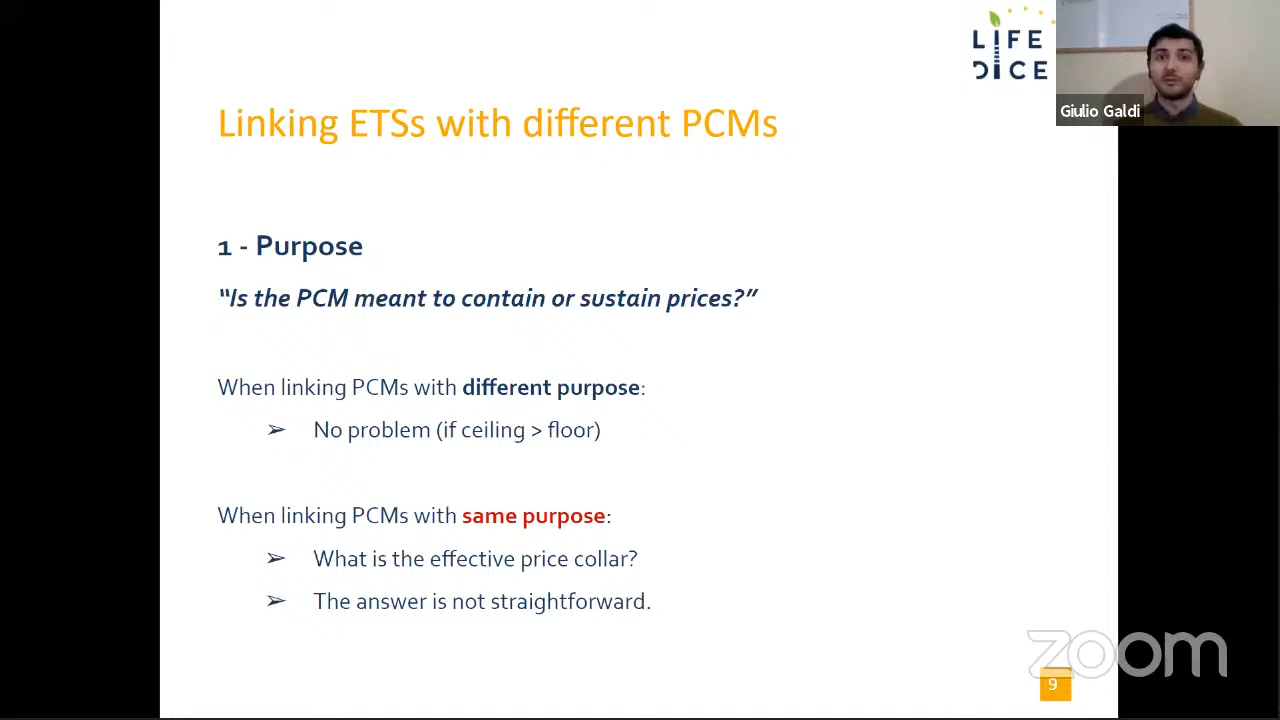 LIFE
DICE
Giulio Galdi
Linking ETSs with different PCMs
1 - Purpose
“Is the PCM meant to contain or sustain prices?”
When linking PCMs with different purpose:
➢ No problem (if ceiling > floor)
When linking PCMs with same purpose:
➢ What is the effective price collar?
➢ The answer is not straightforward.
zoom
9